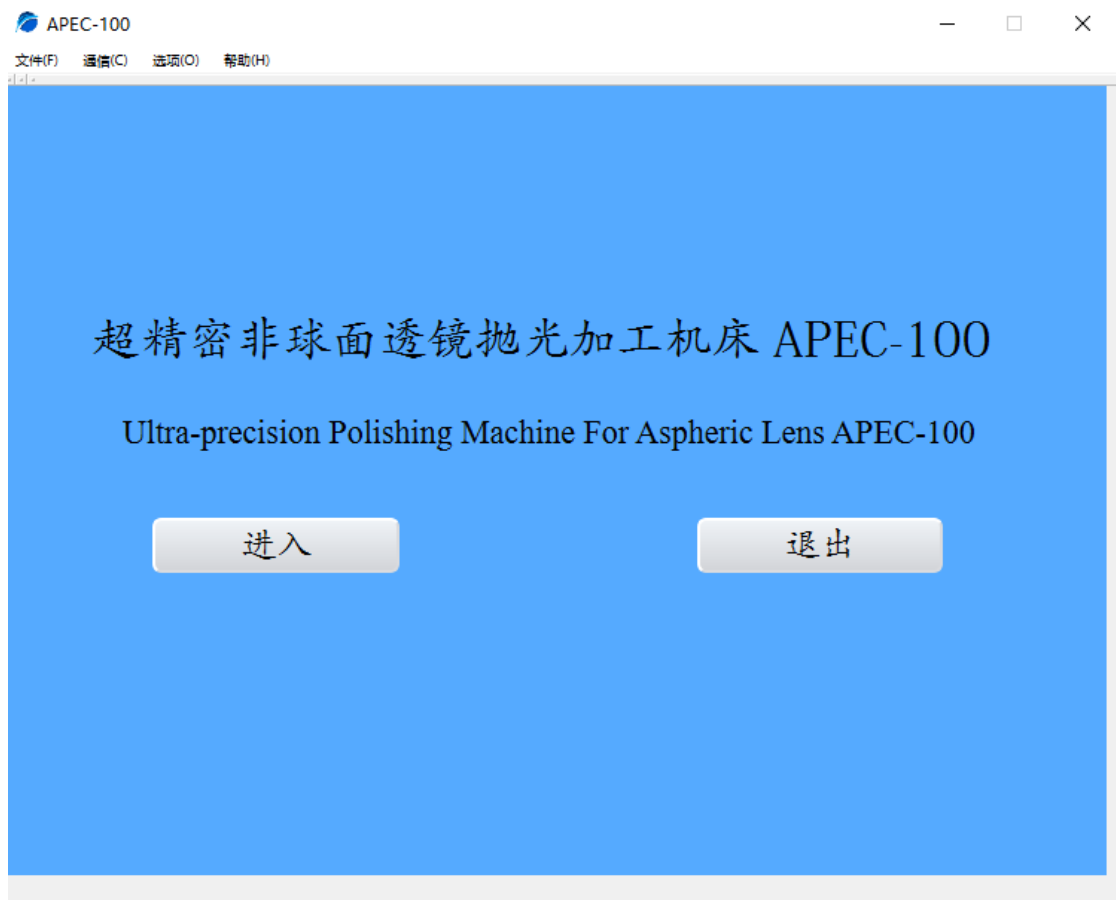 APEC-100
文件(F) 通信(C) 选项(O) 帮助(H)
超精密非球面透镜抛光加工机床 APEC-100
Ultra-precision Polishing Machine For Aspheric Lens APEC-100
进入 退出